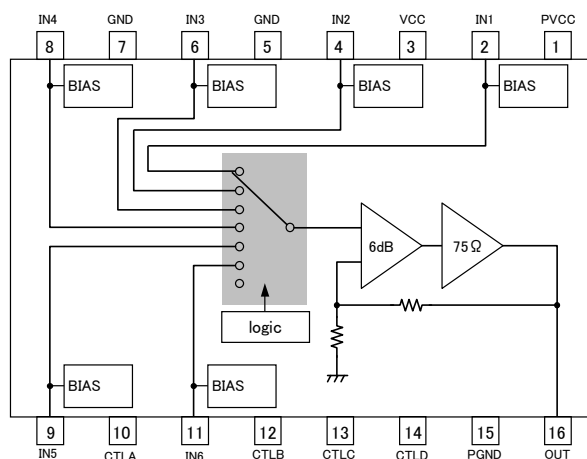 IN4 GND IN3 GND IN2 VCC IN1 PVCC
8 7 6 5 4 3 2 1
BIAS BIAS BIAS BIAS
6dB 75Ω
logic
BIAS BIAS
9 10 11 12 13 14 15 16
IN5 CTLA IN6 CTLB CTLC CTLD PGND OUT